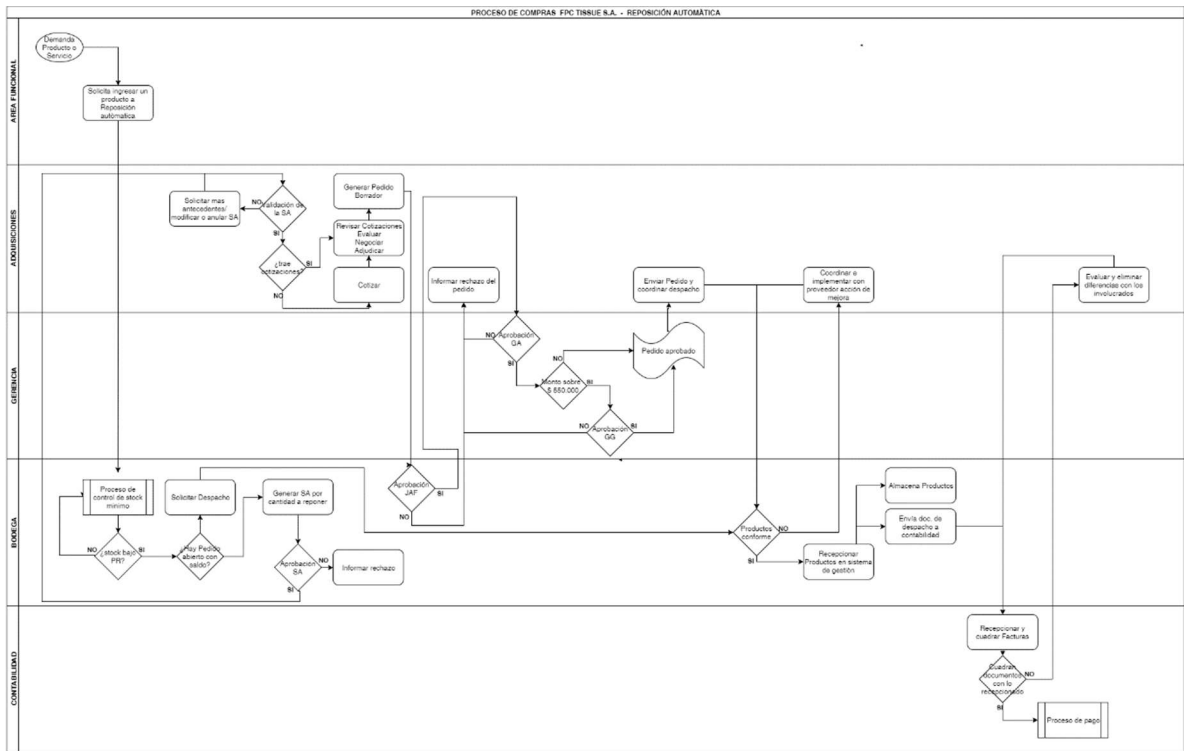 PROCESO DE COMPRAS FPC TISSUE S.A. - REPOSICIÓN AUTOMÁTICA
AREA FUNCIONAL
Demanda
Producto o
Servicio
Solicita ingresar un
producto a
Reposición
automatica
ADQUISICIONES
Solicitar mas
antecedentes/
modificar o anular SA
NO
Validación de
la SA
SI
¿trae
cotizaciones?
SI
NO
Generar Pedido
Borrador
Revisar Cotizaciones
Evaluar
Negociar
Adjudicar
Cotizar
Informar rechazo del
pedido
Enviar Pedido y
coordinar despacho
Coordinar e
implementar con
proveedor acción de
mejora
Evaluar y eliminar
diferencias con los
involucrados
GERENCIA
NO
Aprobación
GA
SI
NO
Monto sobre
SI
NO
Aprobación
GG
SI
Pedido aprobado
BODEGA
Proceso de
control de stock
minimo
NO
¿stock bajo
PR?
SI
Solicitar Despacho
¿Hay Pedido
abierto con
saldo?
Generar SA por
cantidad a reponer
Aprobación
SA
NO
SI
Informar rechazo
Aprobación
JAF
SI
NO
Productos
conforme
NO
SI
Recepcionar
Productos en sistema
de gestión
Almacena Productos
Envía doc. de
despacho a
contabilidad
CONTABILIDAD
Recepcionar y
cuadrar Facturas
Cuadran
documentos
con lo
recepcionado
NO
SI
Proceso de pago